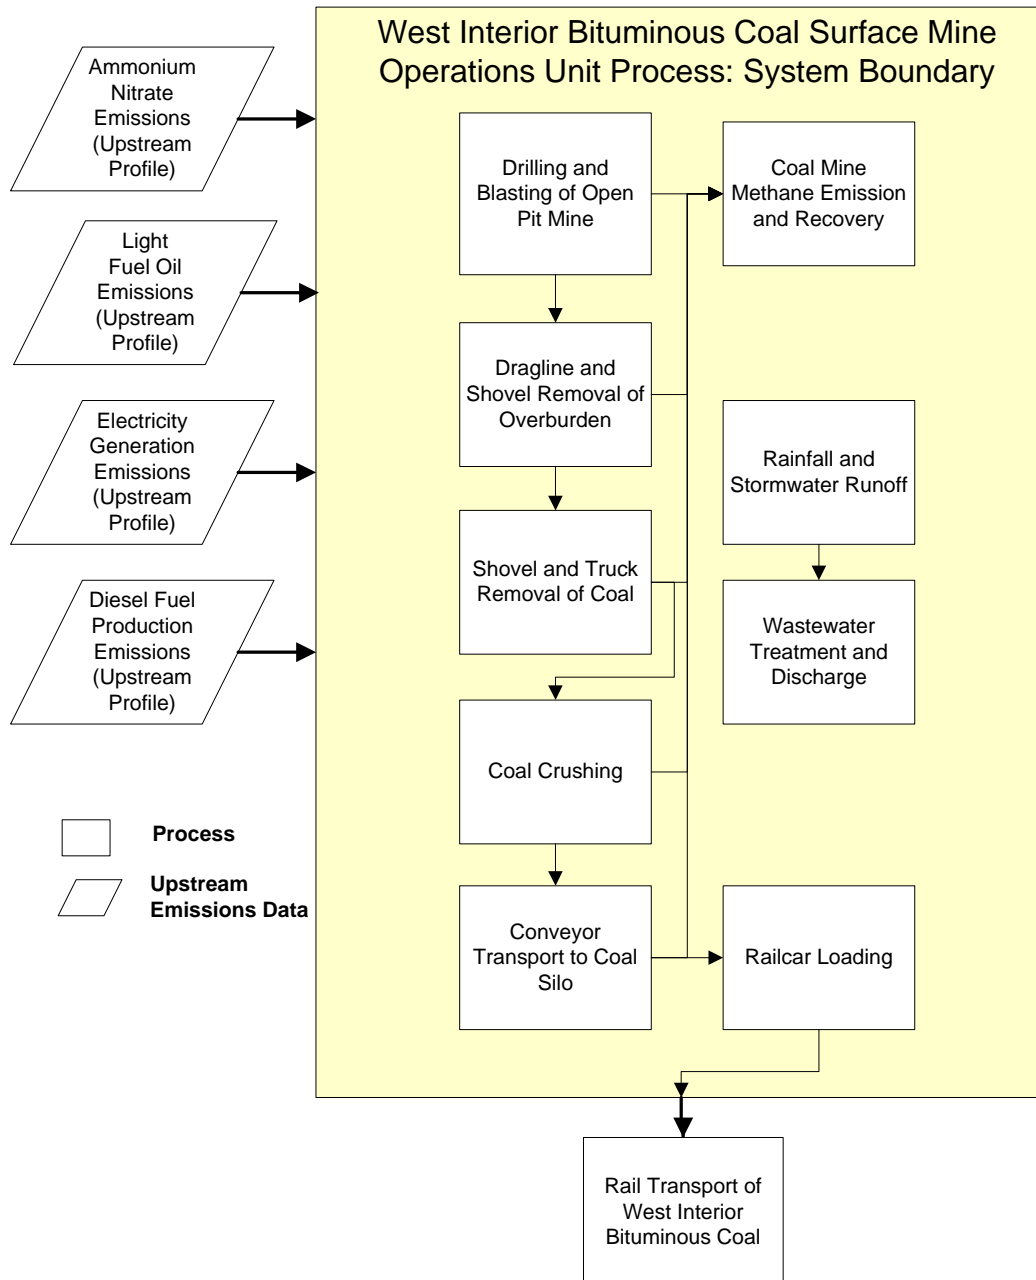 West Interior Bituminous Coal Surface Mine
Operations Unit Process: System Boundary
Ammonium
Nitrate
Emissions
(Upstream
Profile)
Light
Fuel Oil
Emissions
(Upstream
Profile)
Electricity
Generation
Emissions
(Upstream
Profile)
Diesel Fuel
Production
Emissions
(Upstream
Profile)
Process
Upstream
Emissions Data
Drilling and
Blasting of Open
Pit Mine
Coal Mine
Methane Emission
and Recovery
Dragline and
Shovel Removal of
Overburden
Rainfall and
Stormwater Runoff
Shovel and Truck
Removal of Coal
Wastewater
Treatment and
Discharge
Coal Crushing
Conveyor
Transport to Coal
Silo
Railcar Loading
Rail Transport of
West Interior
Bituminous Coal